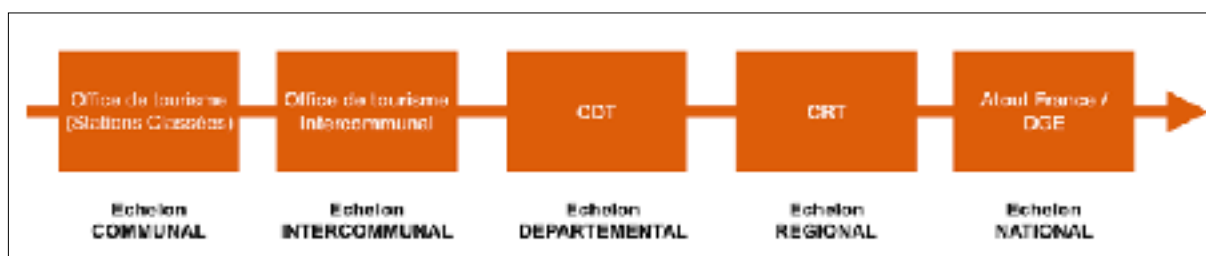 Office de tourisme
(Stations Classées)
Office de tourisme
Intercommunal
CDT
CRT
Atout France /
DGE
Echelon
COMMUNAL
Echelon
INTERCOMMUNAL
Echelon
DEPARTEMENTAL
Echelon
REGIONAL
Echelon
NATIONAL